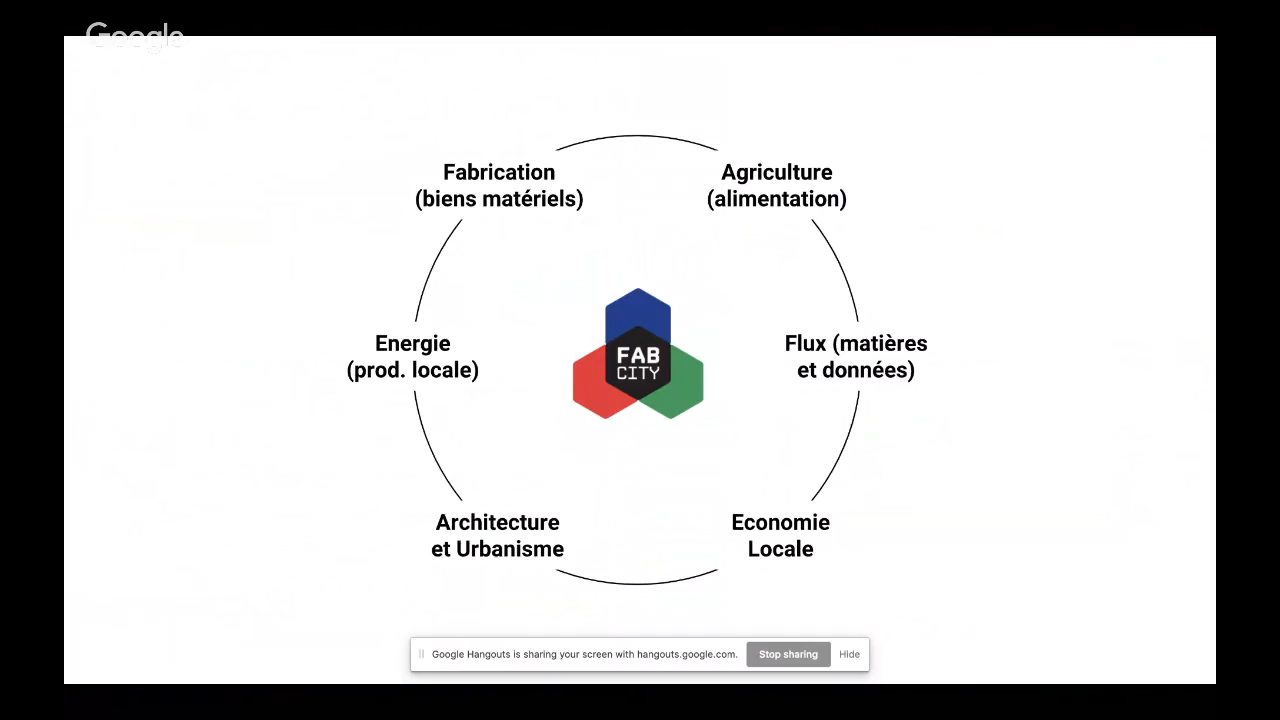 Google
Fabrication
(biens matériels)
Agriculture
(alimentation)
Energie
(prod. locale)
FAB
CITY
Flux (matières
et données)
Architecture
et Urbanisme
Economie
Locale
Google Hangouts is sharing your screen with hangouts.google.com.
Stop sharing
Hide